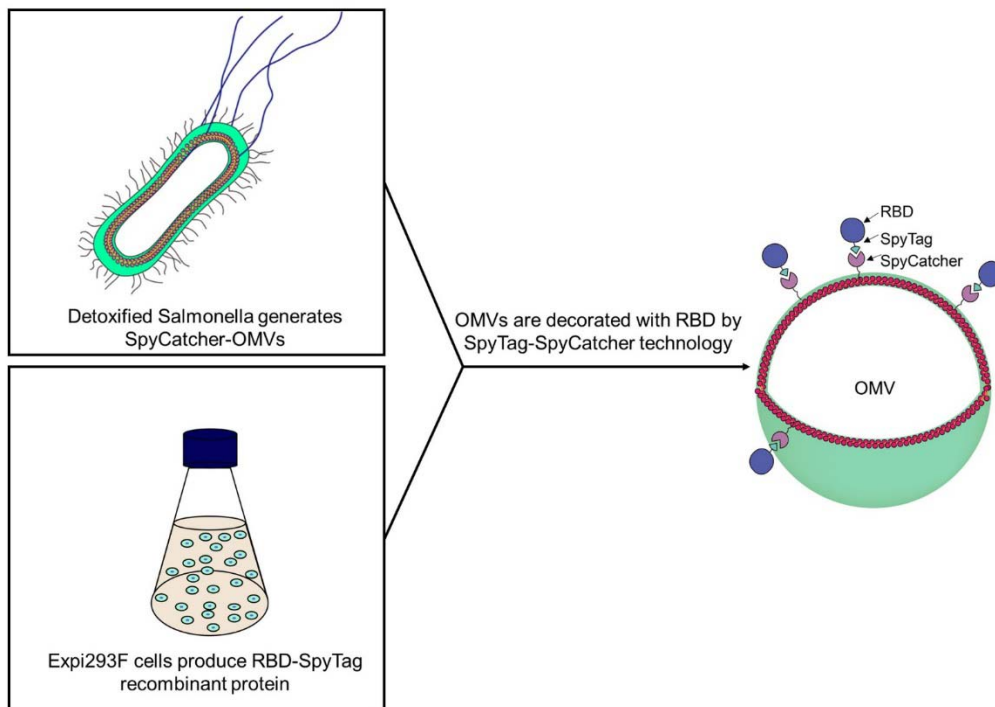 Detoxified Salmonella generates
SpyCatcher-OMVs
Expi293F cells produce RBD-SpyTag
recombinant protein
OMVs are decorated with RBD by
SpyTag-SpyCatcher technology
RBD
SpyTag
SpyCatcher
OMV